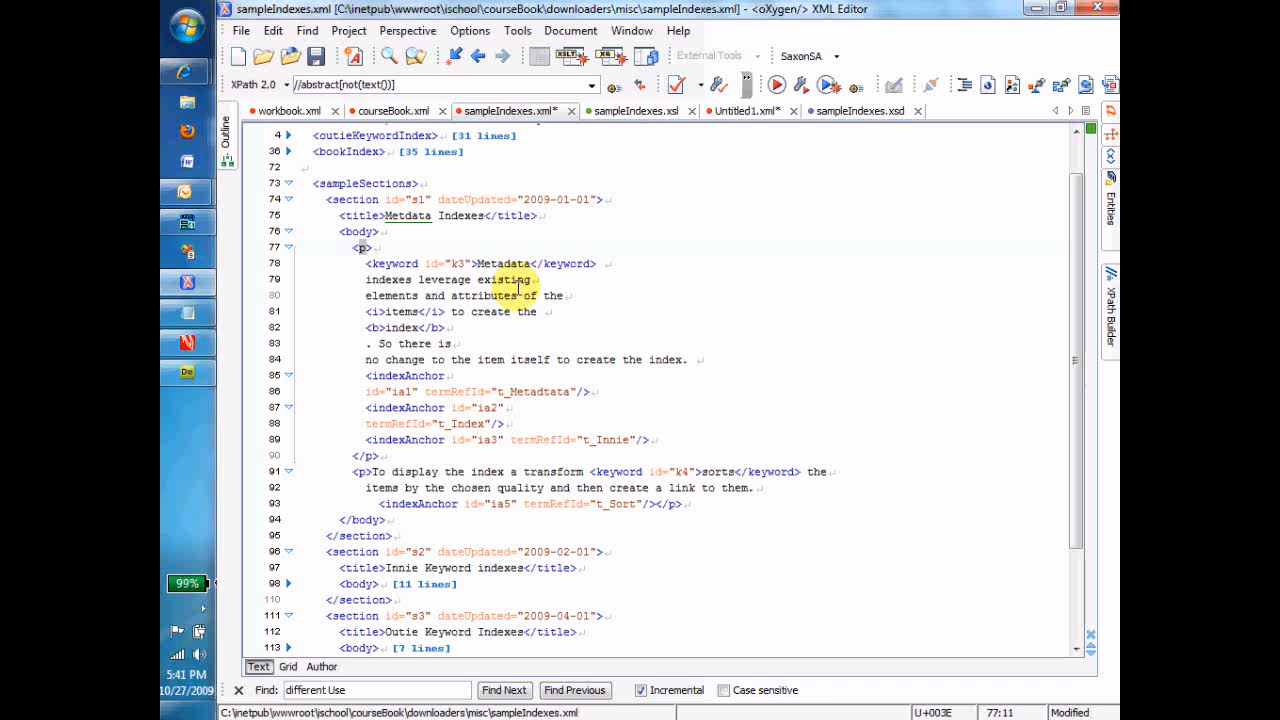 sampleIndexes.xml [C:\inetpub\wwwroot\ischool\courseBook\downloaders\misc\sampleIndexes.xml] - <oXygen/> XML Editor
File Edit Find Project Perspective Options Tools Document Window Help
External Tools SaxonSA
XPath 2.0 //abstract[not(text())]
workbook.xml courseBook.xml sampleIndexes.xml* sampleIndexes.xsl Untitled1.xml* sampleIndexes.xsd
Outline
Entities
XPath Builder
4 <outieKeywordIndex> [31 lines]
36 <bookIndex> [35 lines]
72
73 <sampleSections>
74 <section id="s1" dateUpdated="2009-01-01">
75 <title>Metdata Indexes</title>
76 <body>
77 <p>
78 <keyword id="k3">Metadata</keyword>
79 indexes leverage existing
80 elements and attributes of the
81 <i>items</i> to create the
82 <b>index</b>
83 . So there is
84 no change to the item itself to create the index.
85 <indexAnchor
86 id="ia1" termRefId="t_Metadtata"/>
87 <indexAnchor id="ia2"
88 termRefId="t_Index"/>
89 <indexAnchor id="ia3" termRefId="t_Innie"/>
90 </p>
91 <p>To display the index a transform <keyword id="k4">sorts</keyword> the
92 items by the chosen quality and then create a link to them.
93 <indexAnchor id="ia5" termRefId="t_Sort"/></p>
94 </body>
95 </section>
96 <section id="s2" dateUpdated="2009-02-01">
97 <title>Innie Keyword indexes</title>
98 <body> [11 lines]
110 </section>
111 <section id="s3" dateUpdated="2009-04-01">
112 <title>Outie Keyword Indexes</title>
113 <body> [7 lines]
Text Grid Author
Find: different Use Find Next Find Previous Incremental Case sensitive
C:\inetpub\wwwroot\ischool\courseBook\downloaders\misc\sampleIndexes.xml U+003E 77:11 Modified
99%
5:41 PM
10/27/2009